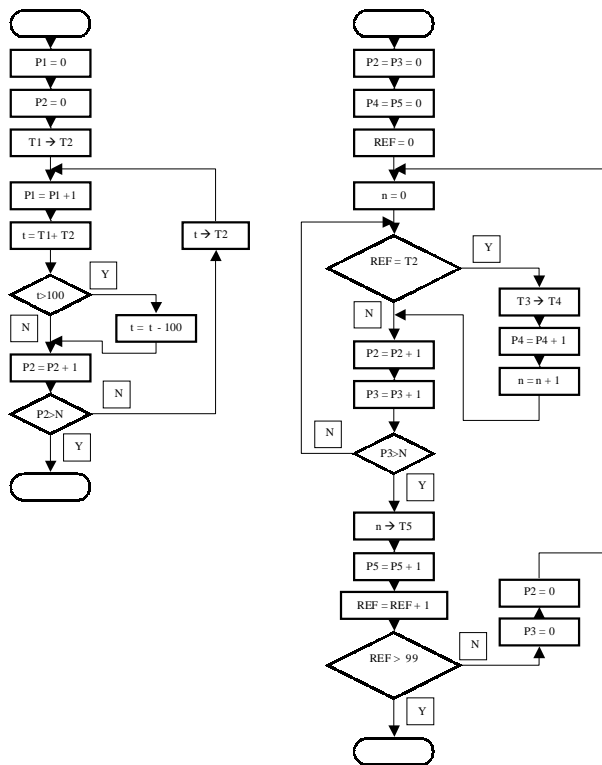 P1 = 0
P2 = 0
T1 → T2
P1 = P1 +1
t = T1+ T2
t → T2
Y
t>100
N
t = t - 100
P2 = P2 + 1
N
P2>N
Y
P2 = P3 = 0
P4 = P5 = 0
REF = 0
n = 0
Y
REF = T2
T3 → T4
N
P4 = P4 + 1
P2 = P2 + 1
n = n + 1
P3 = P3 + 1
N
P3>N
Y
n → T5
P5 = P5 + 1
P2 = 0
REF = REF + 1
P3 = 0
N
REF > 99
Y